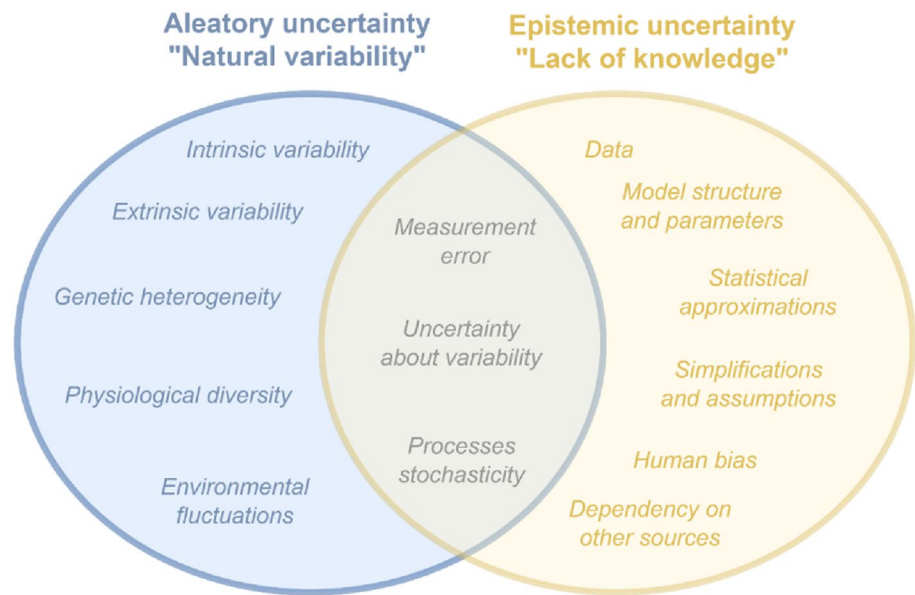 Aleatory uncertainty
"Natural variability"
Epistemic uncertainty
"Lack of knowledge"
Intrinsic variability
Extrinsic variability
Genetic heterogeneity
Physiological diversity
Environmental
fluctuations
Measurement
error
Uncertainty
about variability
Processes
stochasticity
Data
Model structure
and parameters
Statistical
approximations
Simplifications
and assumptions
Human bias
Dependency on
other sources